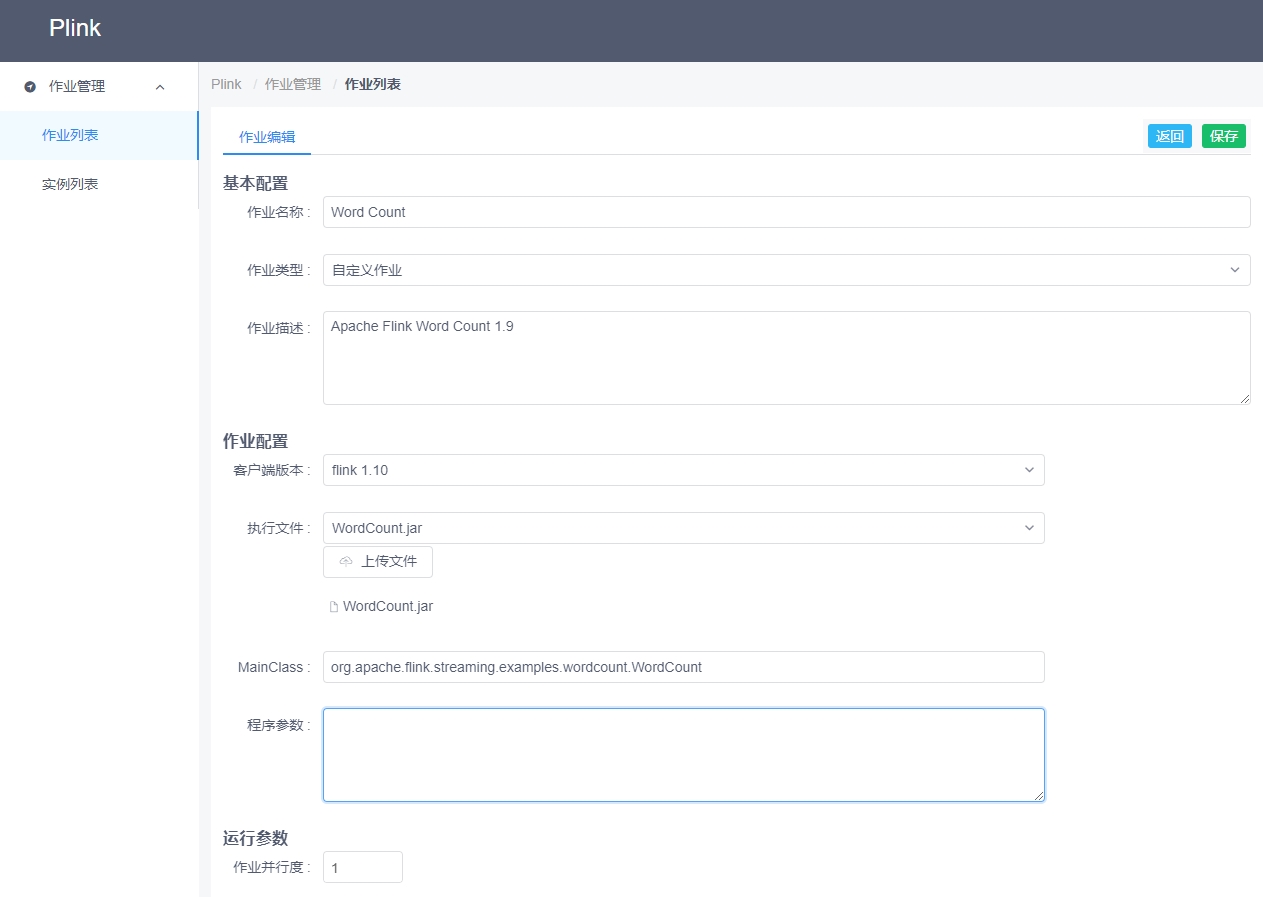 Plink
作业管理
作业列表
实例列表
Plink / 作业管理 / 作业列表
作业编辑
返回 保存
基本配置
作业名称 : Word Count
作业类型 : 自定义作业
作业描述 : Apache Flink Word Count 1.9
作业配置
客户端版本 : flink 1.10
执行文件 : WordCount.jar
上传文件
WordCount.jar
MainClass : org.apache.flink.streaming.examples.wordcount.WordCount
程序参数 :
运行参数
作业并行度 : 1